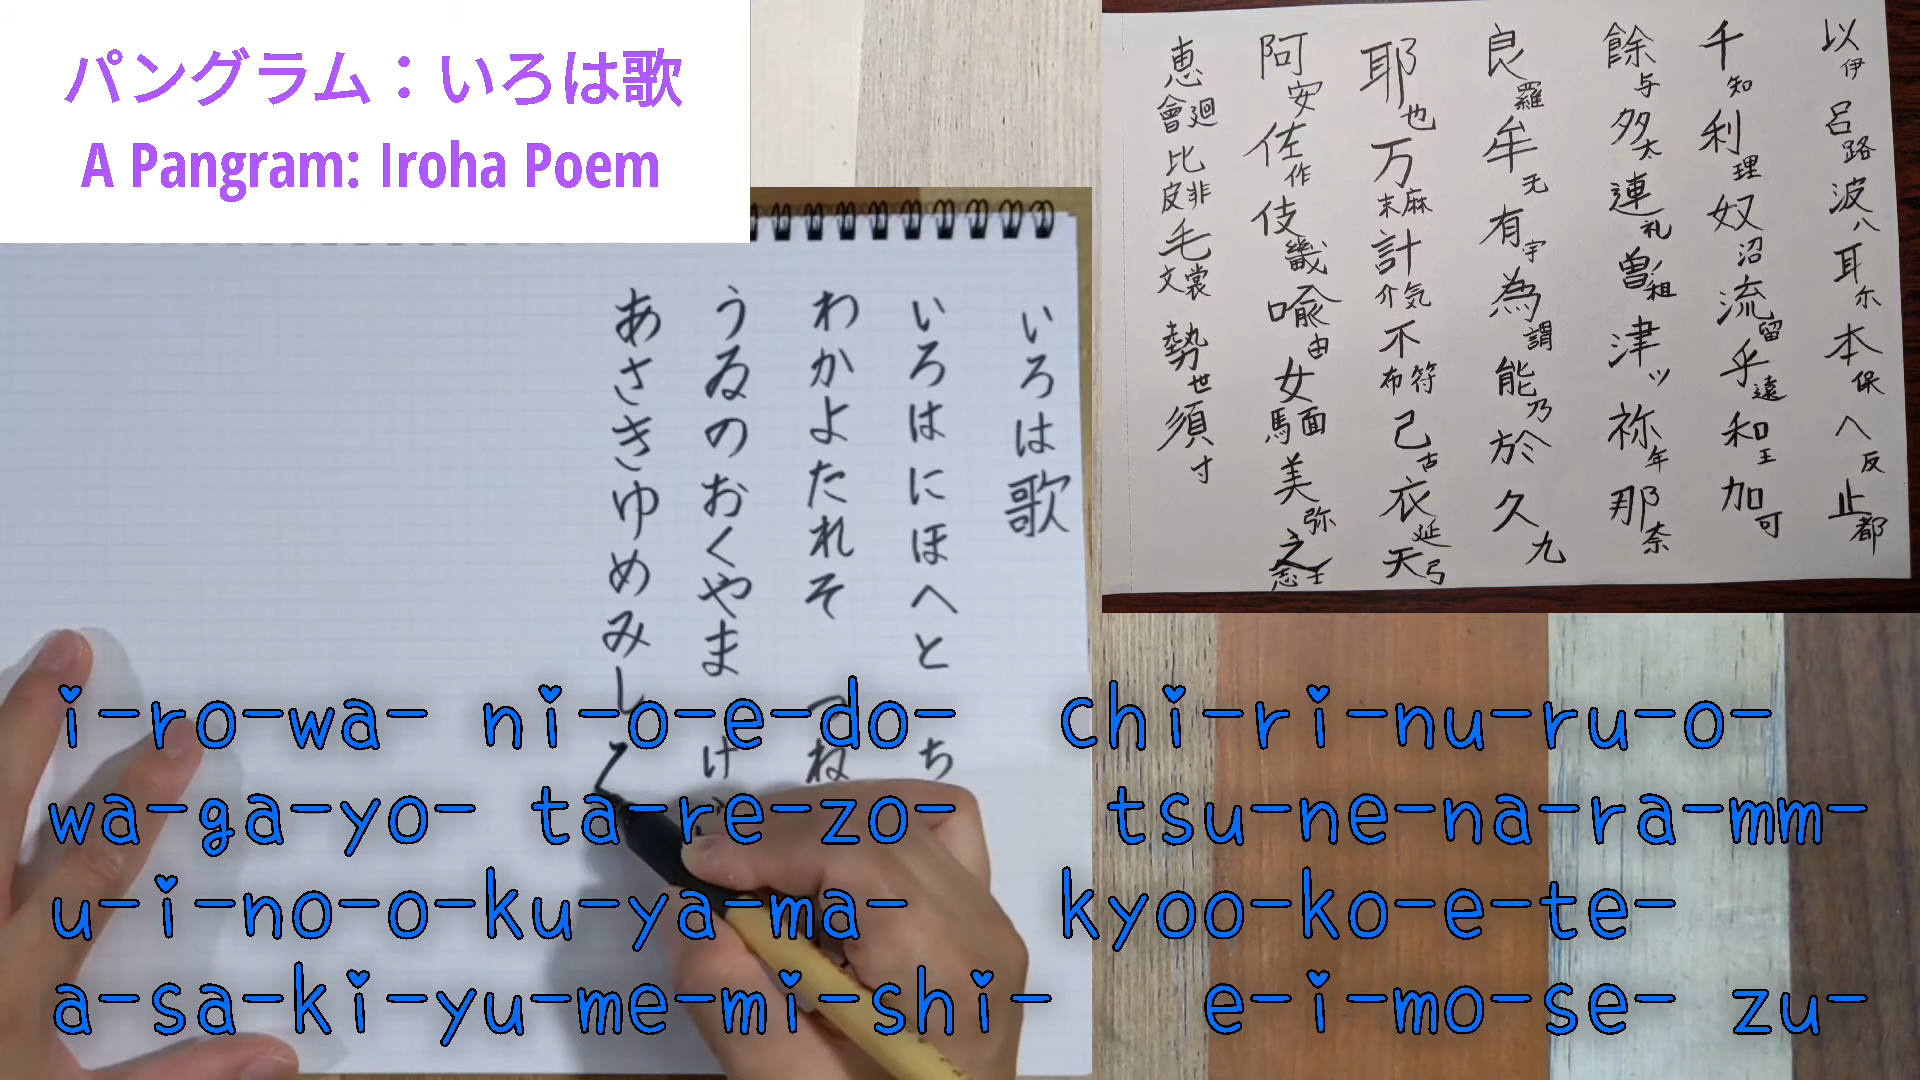 パングラム：いろは歌
A Pangram: Iroha Poem
いろは歌
いろはにほへと ち
わかよたれそ つね
うゐのおくやま け
あさきゆめみし
以伊呂路波八耳尓本保へ反止都
千知利理奴沼流留乎遠和王加可
餘与多太連礼曽祖津ツ祢年那奈
良羅牟无有宇為謂能乃於久九
耶也万麻末計気介不符布己古衣延天弖
阿安佐作伎畿喩由女面馬美弥之士志
恵廻會比非皮毛裳文勢世須寸
i-ro-wa- ni-o-e-do- chi-ri-nu-ru-o-
wa-ga-yo- ta-re-zo- tsu-ne-na-ra-mm-
u-i-no-o-ku-ya-ma- kyoo-ko-e-te-
a-sa-ki-yu-me-mi-shi- e-i-mo-se- zu-